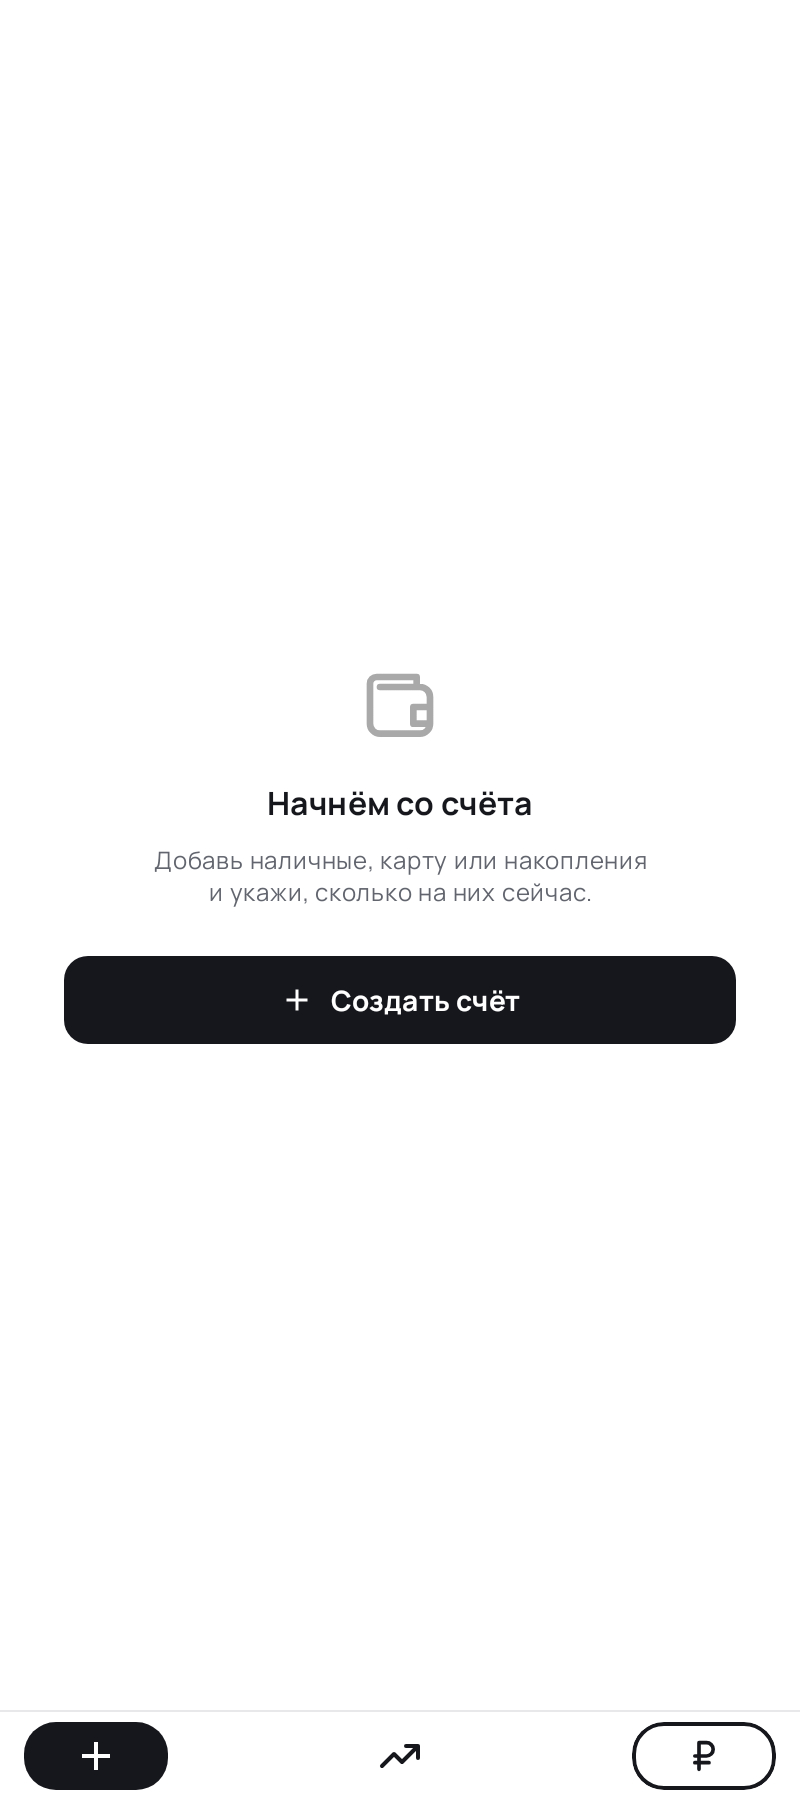 Начнём со счёта
Добавь наличные, карту или накопления
и укажи, сколько на них сейчас.
+ Создать счёт
+
₽